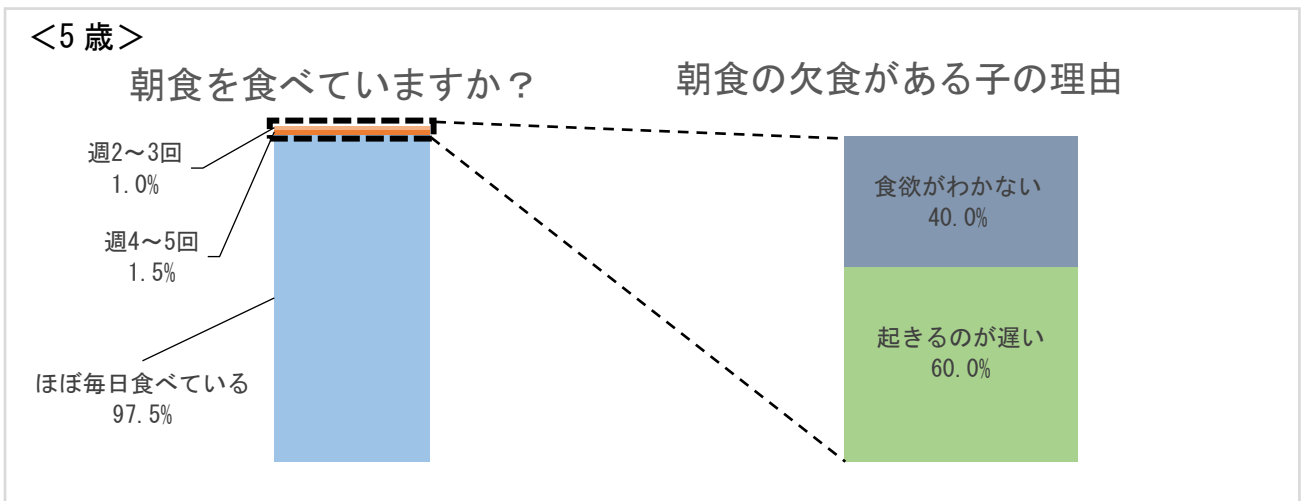 ＜5 歳＞
朝食を食べていますか？
週2～3回
1.0%
週4～5回
1.5%
ほぼ毎日食べている
97.5%
朝食の欠食がある子の理由
食欲がわかない
40.0%
起きるのが遅い
60.0%